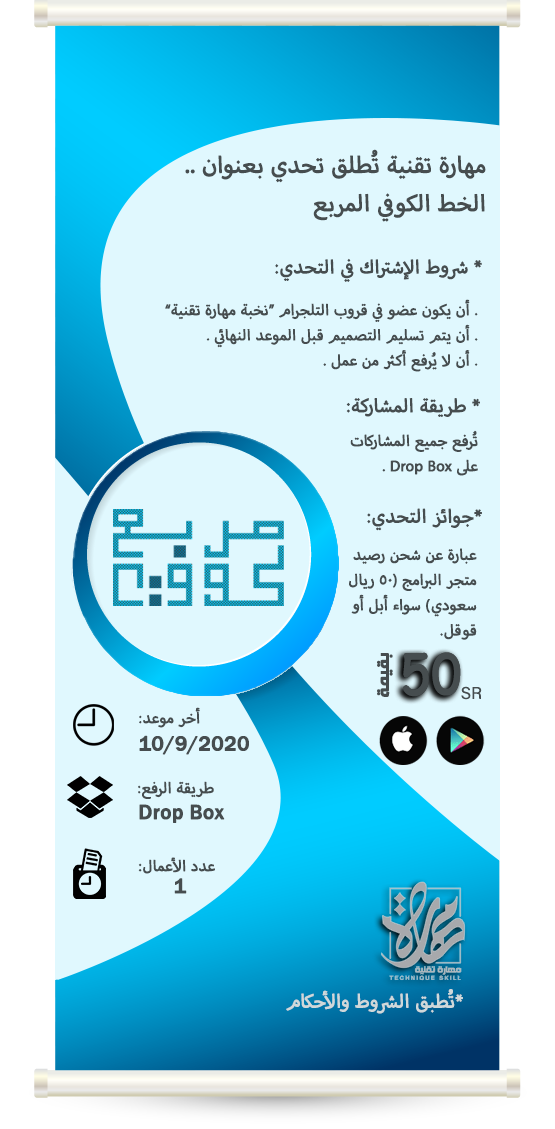 مهارة تقنية تُطلق تحدي بعنوان ..
الخط الكوفي المربع
* شروط الإشتراك في التحدي:
. أن يكون عضو في قروب التلجرام "نخبة مهارة تقنية"
. أن يتم تسليم التصميم قبل الموعد النهائي .
. أن لا يُرفع أكثر من عمل .
* طريقة المشاركة:
تُرفع جميع المشاركات
على Drop Box .
*جوائز التحدي:
عبارة عن شحن رصيد
متجر البرامج (٥٠ ريال
سعودي) سواء أبل أو
قوقل.
بقيمة 50 SR
مربع
كوفي
أخر موعد:
10/9/2020
طريقة الرفع:
Drop Box
عدد الأعمال:
1
مهارة
مهارة تقنية
TECHNIQUE SKILL
*تُطبق الشروط والأحكام